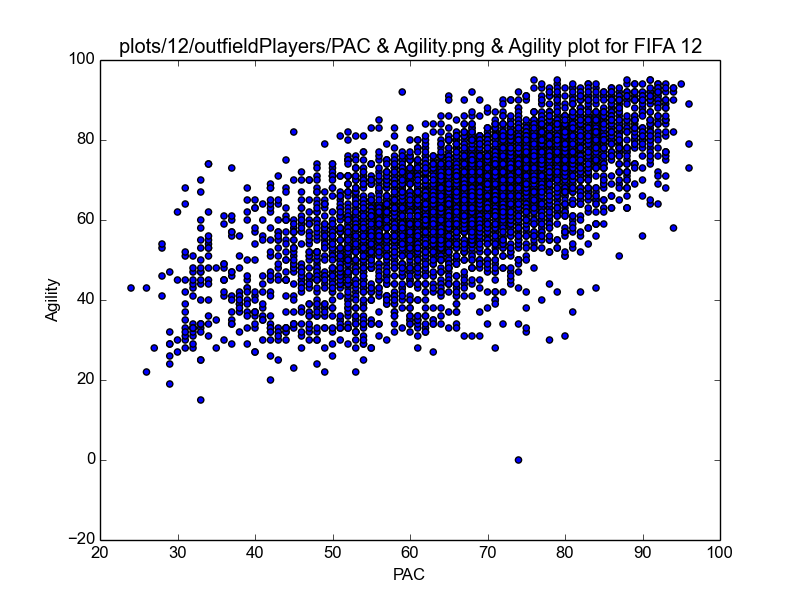 plots/12/outfieldPlayers/PAC & Agility.png & Agility plot for FIFA 12
100
80
60
40
20
0
−20
Agility
20 30 40 50 60 70 80 90 100
PAC